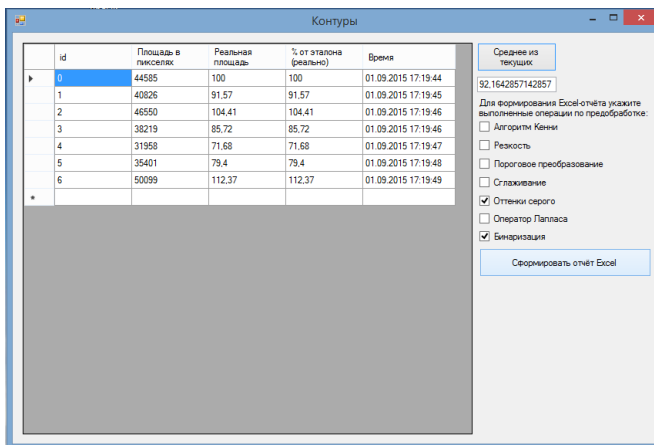 Контуры
id Площадь в пикселях Реальная площадь % от эталона (реально) Время
0 44585 100 100 01.09.2015 17:19:44
1 40826 91,57 91,57 01.09.2015 17:19:45
2 46550 104,41 104,41 01.09.2015 17:19:46
3 38219 85,72 85,72 01.09.2015 17:19:46
4 31958 71,68 71,68 01.09.2015 17:19:47
5 35401 79,4 79,4 01.09.2015 17:19:48
6 50099 112,37 112,37 01.09.2015 17:19:49
Среднее из
текущих
92,1642857142857
Для формирования Excel-отчёта укажите
выполненные операции по предобработке:
Алгоритм Кенни
Резкость
Пороговое преобразование
Сглаживание
Оттенки серого
Оператор Лапласа
Бинаризация
Сформировать отчёт Excel